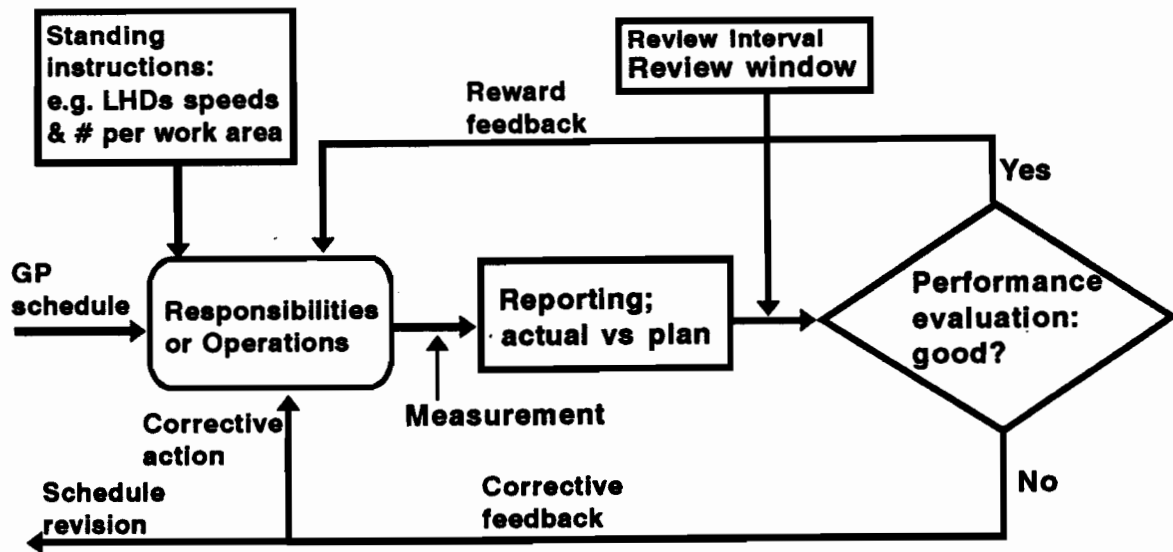 Standing
instructions:
e.g. LHDs speeds
& # per work area
Review Interval
Review window
Reward
feedback
Yes
GP
schedule
Responsibilities
or Operations
Reporting;
actual vs plan
Performance
evaluation:
good?
Measurement
Corrective
action
No
Schedule
revision
Corrective
feedback